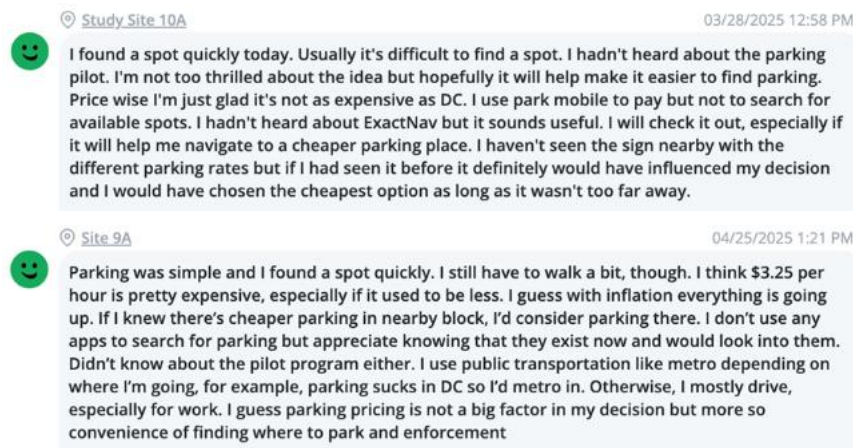 Study Site 10A
03/28/2025 12:58 PM
I found a spot quickly today. Usually it's difficult to find a spot. I hadn't heard about the parking
pilot. I'm not too thrilled about the idea but hopefully it will help make it easier to find parking.
Price wise I'm just glad it's not as expensive as DC. I use park mobile to pay but not to search for
available spots. I hadn't heard about ExactNav but it sounds useful. I will check it out, especially if
it will help me navigate to a cheaper parking place. I haven't seen the sign nearby with the
different parking rates but if I had seen it before it definitely would have influenced my decision
and I would have chosen the cheapest option as long as it wasn't too far away.
Site 9A
04/25/2025 1:21 PM
Parking was simple and I found a spot quickly. I still have to walk a bit, though. I think $3.25 per
hour is pretty expensive, especially if it used to be less. I guess with inflation everything is going
up. If I knew there’s cheaper parking in nearby block, I’d consider parking there. I don’t use any
apps to search for parking but appreciate knowing that they exist now and would look into them.
Didn’t know about the pilot program either. I use public transportation like metro depending on
where I’m going, for example, parking sucks in DC so I’d metro in. Otherwise, I mostly drive,
especially for work. I guess parking pricing is not a big factor in my decision but more so
convenience of finding where to park and enforcement